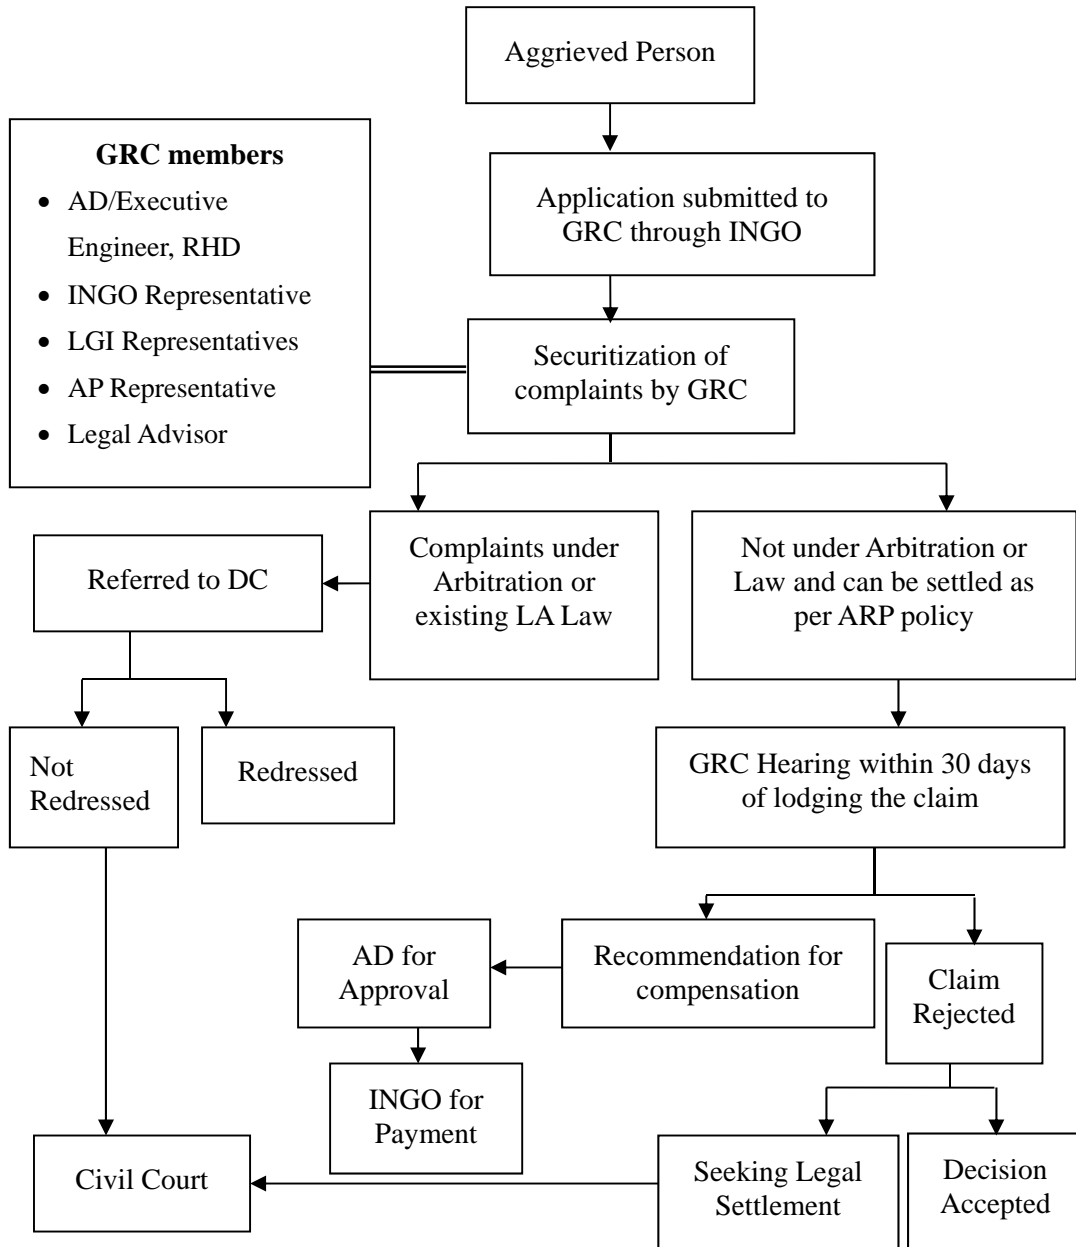 Aggrieved Person
GRC members
• AD/Executive
Engineer, RHD
• INGO Representative
• LGI Representatives
• AP Representative
• Legal Advisor
Application submitted to
GRC through INGO
Securitization of
complaints by GRC
Referred to DC
Complaints under
Arbitration or
existing LA Law
Not under Arbitration or
Law and can be settled as
per ARP policy
Not
Redressed
Redressed
GRC Hearing within 30 days
of lodging the claim
AD for
Approval
Recommendation for
compensation
Claim
Rejected
INGO for
Payment
Civil Court
Seeking Legal
Settlement
Decision
Accepted